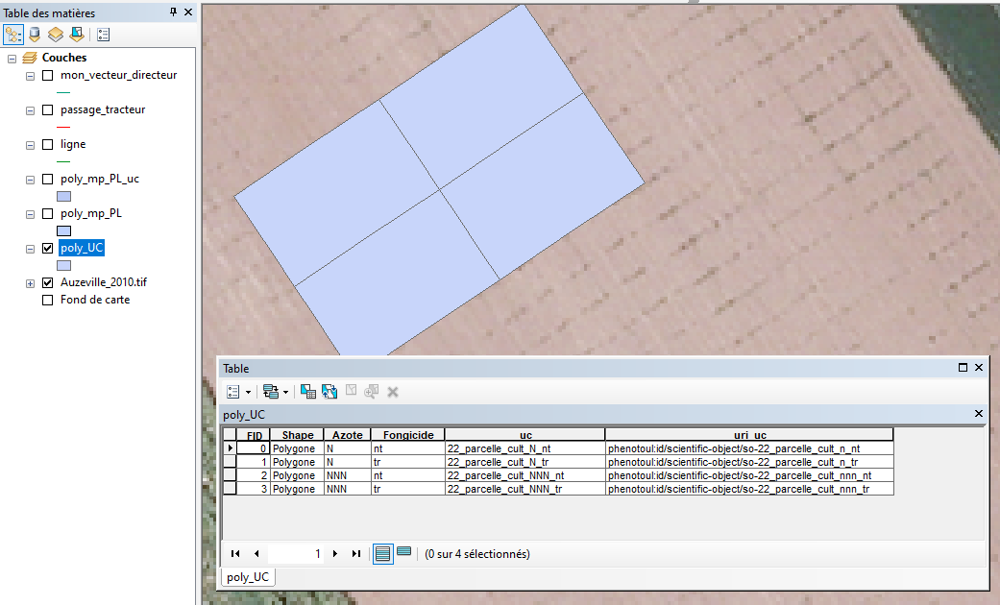 Table des matières
Couches
mon_vecteur_directeur
passage_tracteur
ligne
poly_mp_PL_uc
poly_mp_PL
poly_UC
Auzeville_2010.tif
Fond de carte
Table
poly_UC
FID Shape Azote Fongicide uc uri_uc
0 Polygone N nt 22_parcelle_cult_N_nt phenotoul:id/scientific-object/so-22_parcelle_cult_n_nt
1 Polygone N tr 22_parcelle_cult_N_tr phenotoul:id/scientific-object/so-22_parcelle_cult_n_tr
2 Polygone NNN nt 22_parcelle_cult_NNN_nt phenotoul:id/scientific-object/so-22_parcelle_cult_nnn_nt
3 Polygone NNN tr 22_parcelle_cult_NNN_tr phenotoul:id/scientific-object/so-22_parcelle_cult_nnn_tr
1 (0 sur 4 sélectionnés)
poly_UC